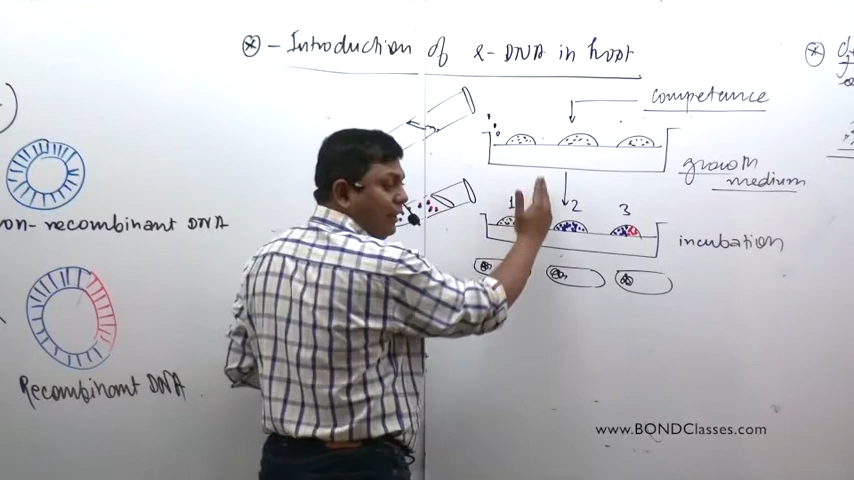 * - Introduction of r-DNA in host
competence
growth
medium
1 2 3
incubation
non-recombinant DNA
Recombinant DNA
www.BONDClasses.com